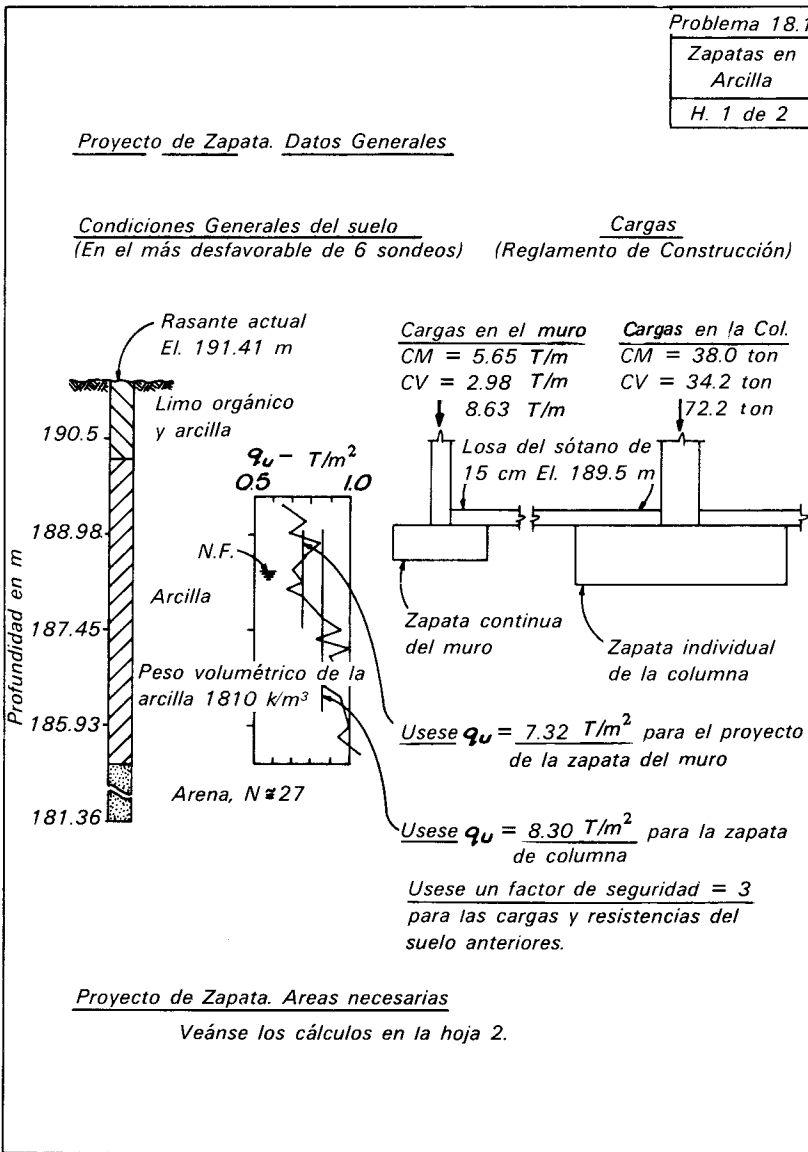 Problema 18.1
Zapatas en
Arcilla
H. 1 de 2
Proyecto de Zapata. Datos Generales
Condiciones Generales del suelo
(En el más desfavorable de 6 sondeos)
Cargas
(Reglamento de Construcción)
Rasante actual
El. 191.41 m
Limo orgánico
y arcilla
190.5
188.98
187.45
185.93
181.36
Profundidad en m
qu – T/m²
0.5 1.0
N.F.
Arcilla
Peso volumétrico de la
arcilla 1810 k/m³
Arena, N ≅ 27
Cargas en el muro
CM = 5.65 T/m
CV = 2.98 T/m
8.63 T/m
Cargas en la Col.
CM = 38.0 ton
CV = 34.2 ton
72.2 ton
Losa del sótano de
15 cm El. 189.5 m
Zapata continua
del muro
Zapata individual
de la columna
Usese qu = 7.32 T/m² para el proyecto
de la zapata del muro
Usese qu = 8.30 T/m² para la zapata
de columna
Usese un factor de seguridad = 3
para las cargas y resistencias del
suelo anteriores.
Proyecto de Zapata. Areas necesarias
Veánse los cálculos en la hoja 2.